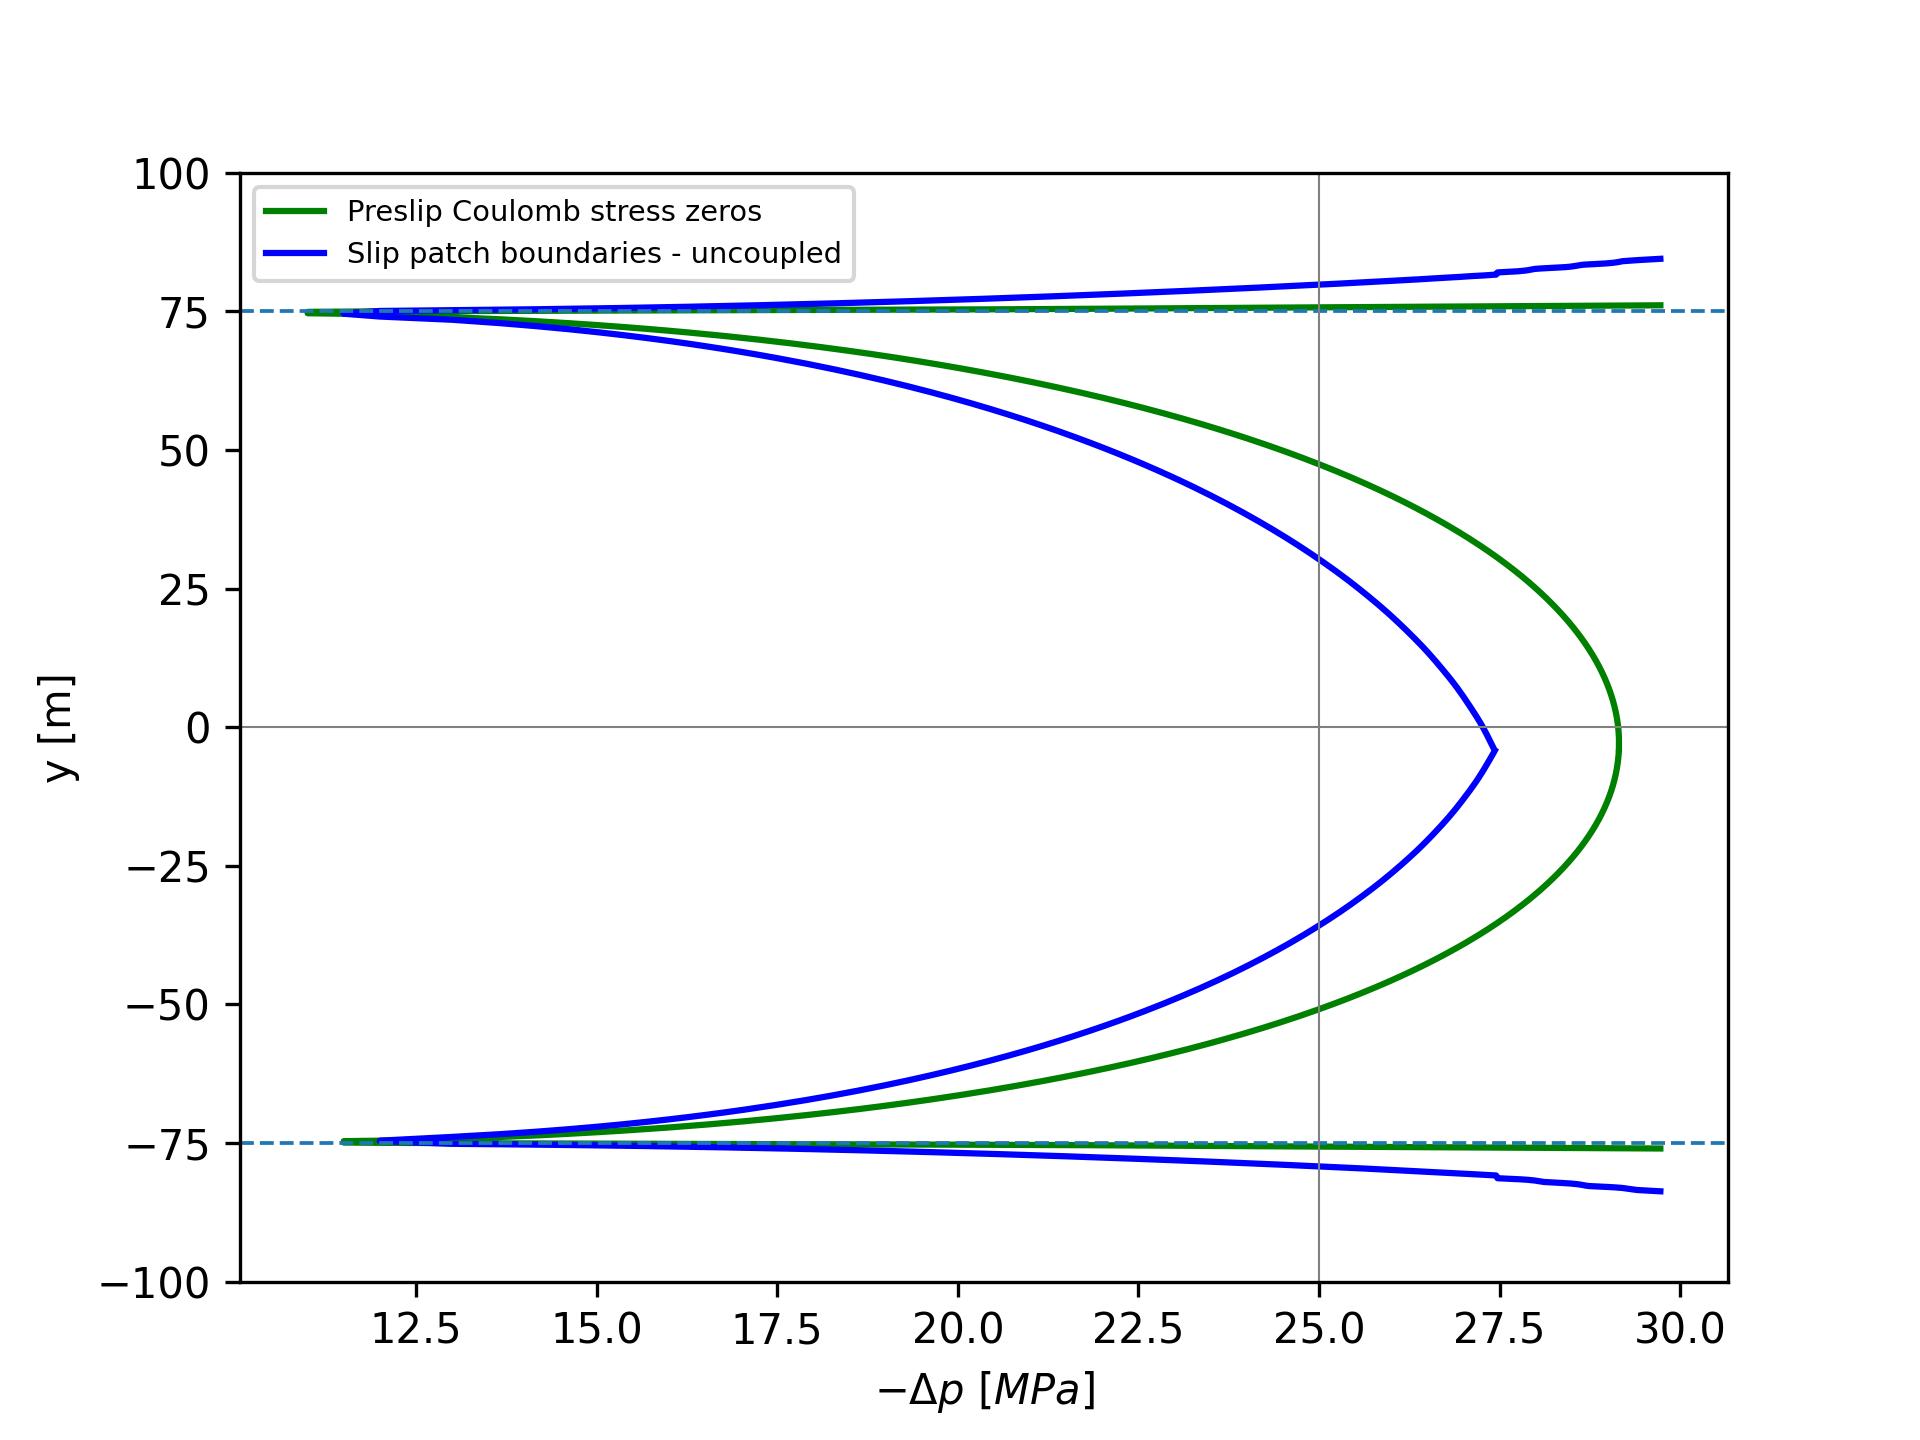 100
75
50
25
0
−25
−50
−75
−100
y [m]
Preslip Coulomb stress zeros
Slip patch boundaries - uncoupled
12.5 15.0 17.5 20.0 22.5 25.0 27.5 30.0
−Δp [MPa]